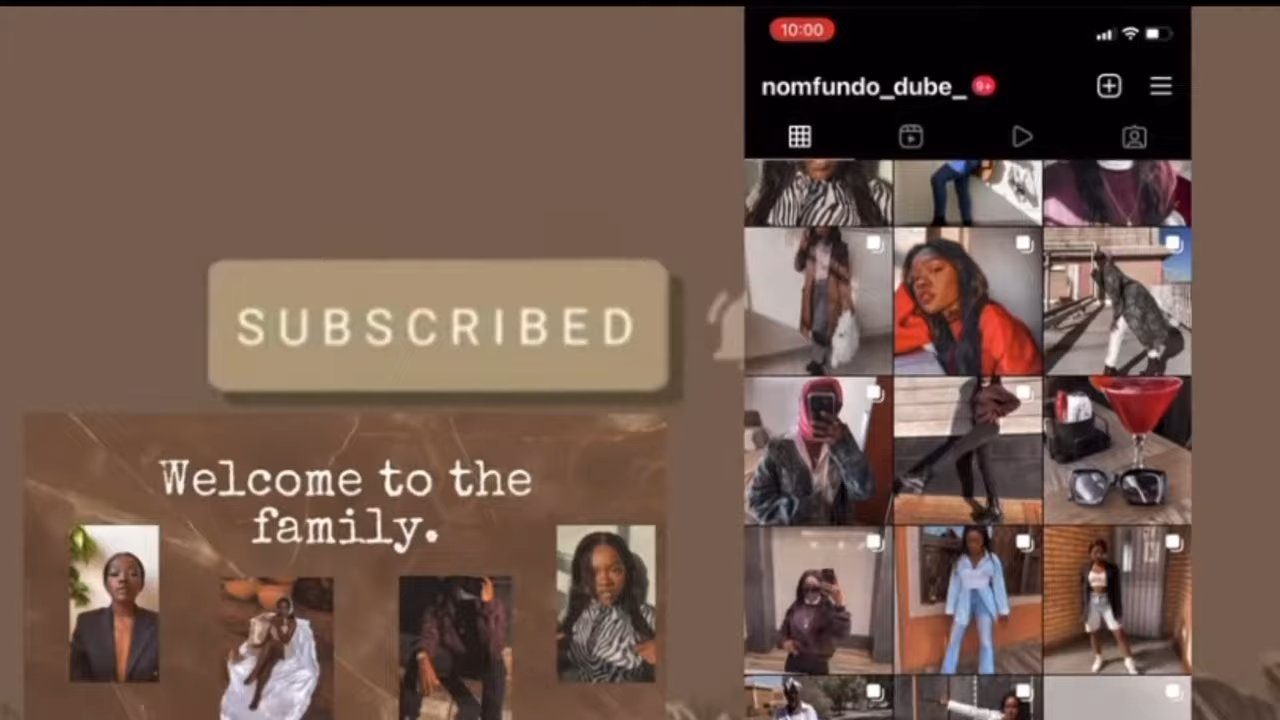 10:00
nomfundo_dube_ 9+
SUBSCRIBED
Welcome to the
family.